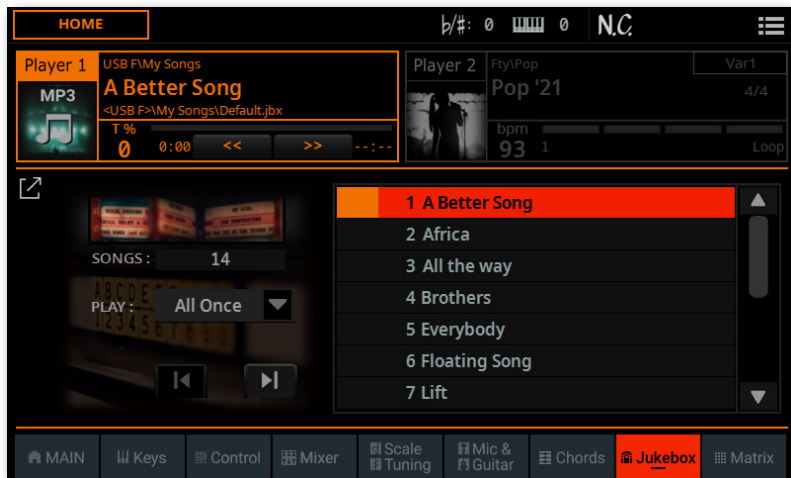 HOME
b/#: 0 0 N.C.
Player 1 USB F\My Songs
MP3 A Better Song
<USB F>\My Songs\Default.jbx
T %
0 0:00 << >> --:--
Player 2 Fty\Pop Var1
Pop '21 4/4
bpm
93 1 Loop
SONGS : 14
PLAY : All Once
1 A Better Song
2 Africa
3 All the way
4 Brothers
5 Everybody
6 Floating Song
7 Lift
MAIN
Keys
Control
Mixer
Scale
Tuning
Mic &
Guitar
Chords
Jukebox
Matrix